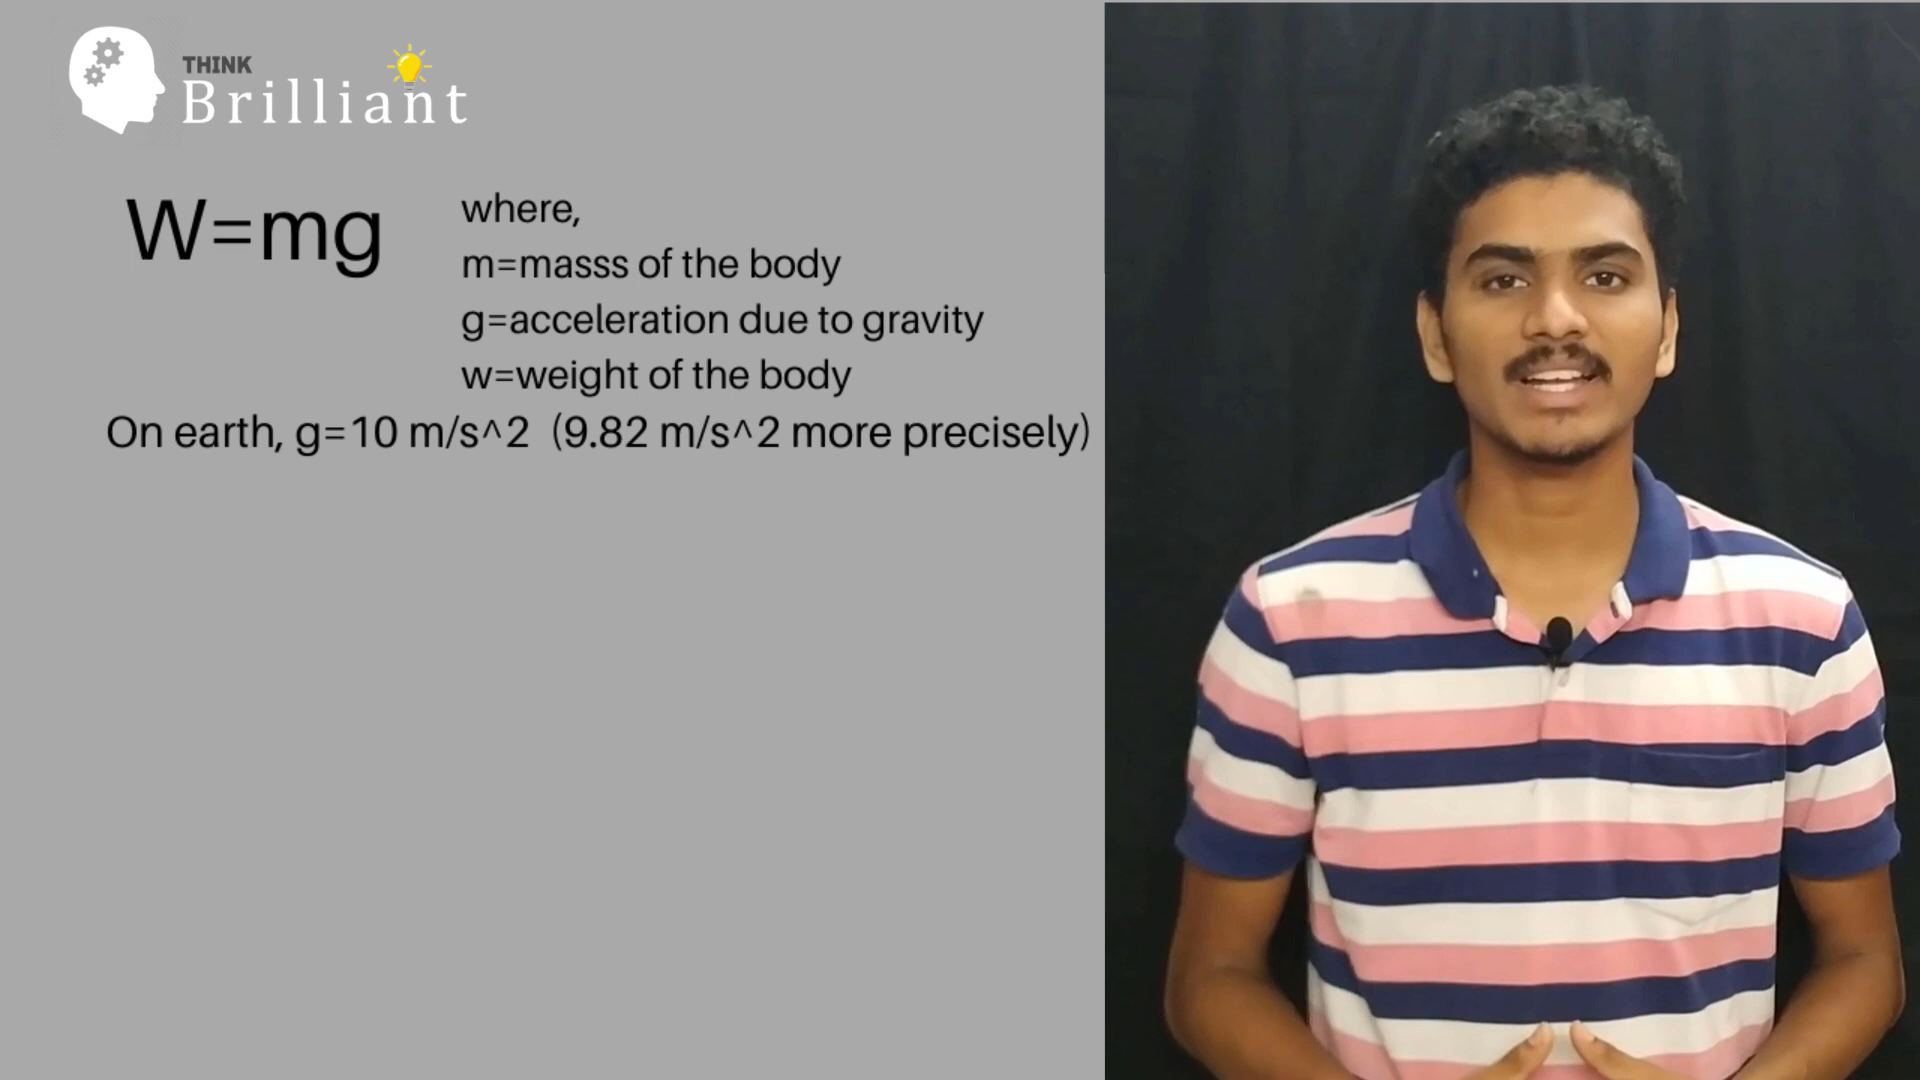 THINK
Brilliant
W=mg
where,
m=masss of the body
g=acceleration due to gravity
w=weight of the body
On earth, g=10 m/s^2 (9.82 m/s^2 more precisely)